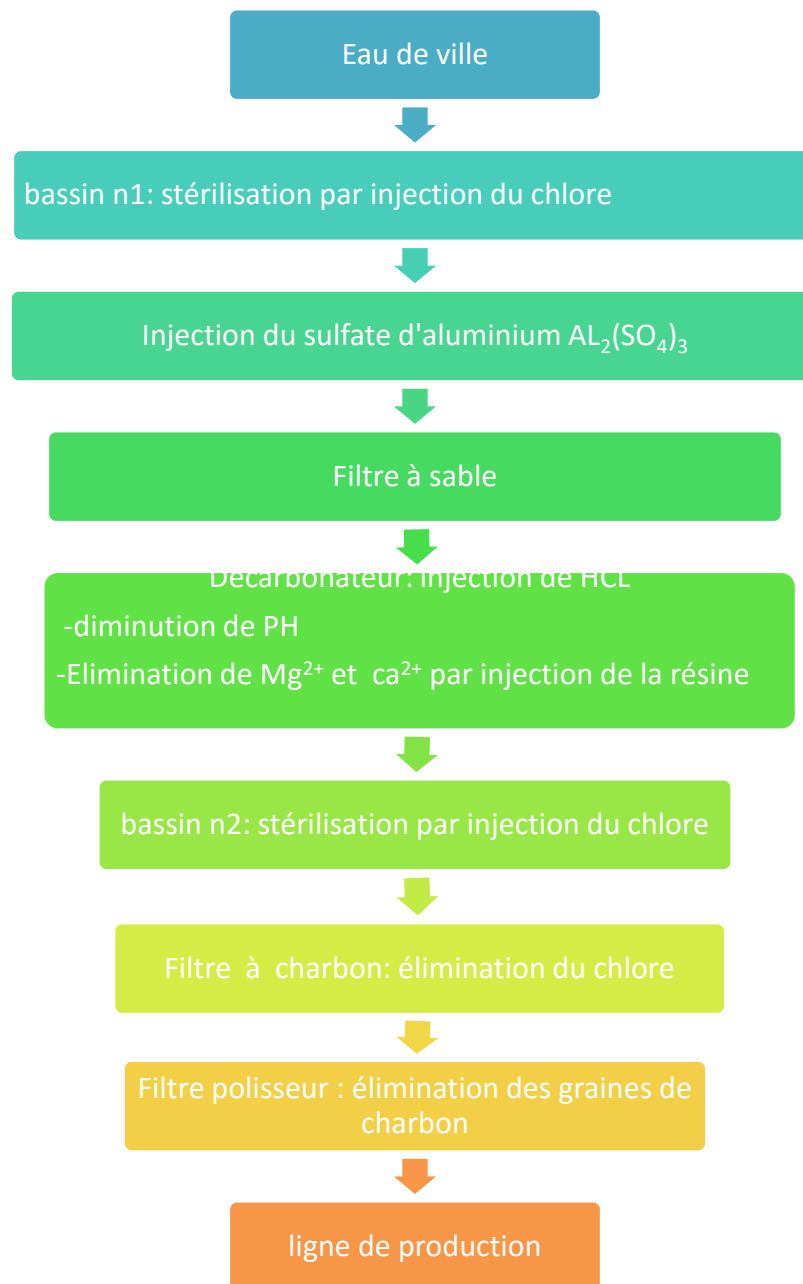 Eau de ville
bassin n1: stérilisation par injection du chlore
Injection du sulfate d'aluminium AL₂(SO₄)₃
Filtre à sable
Décarbonateur: injection de HCL
-diminution de PH
-Elimination de Mg²⁺ et ca²⁺ par injection de la résine
bassin n2: stérilisation par injection du chlore
Filtre à charbon: élimination du chlore
Filtre polisseur : élimination des graines de
charbon
ligne de production